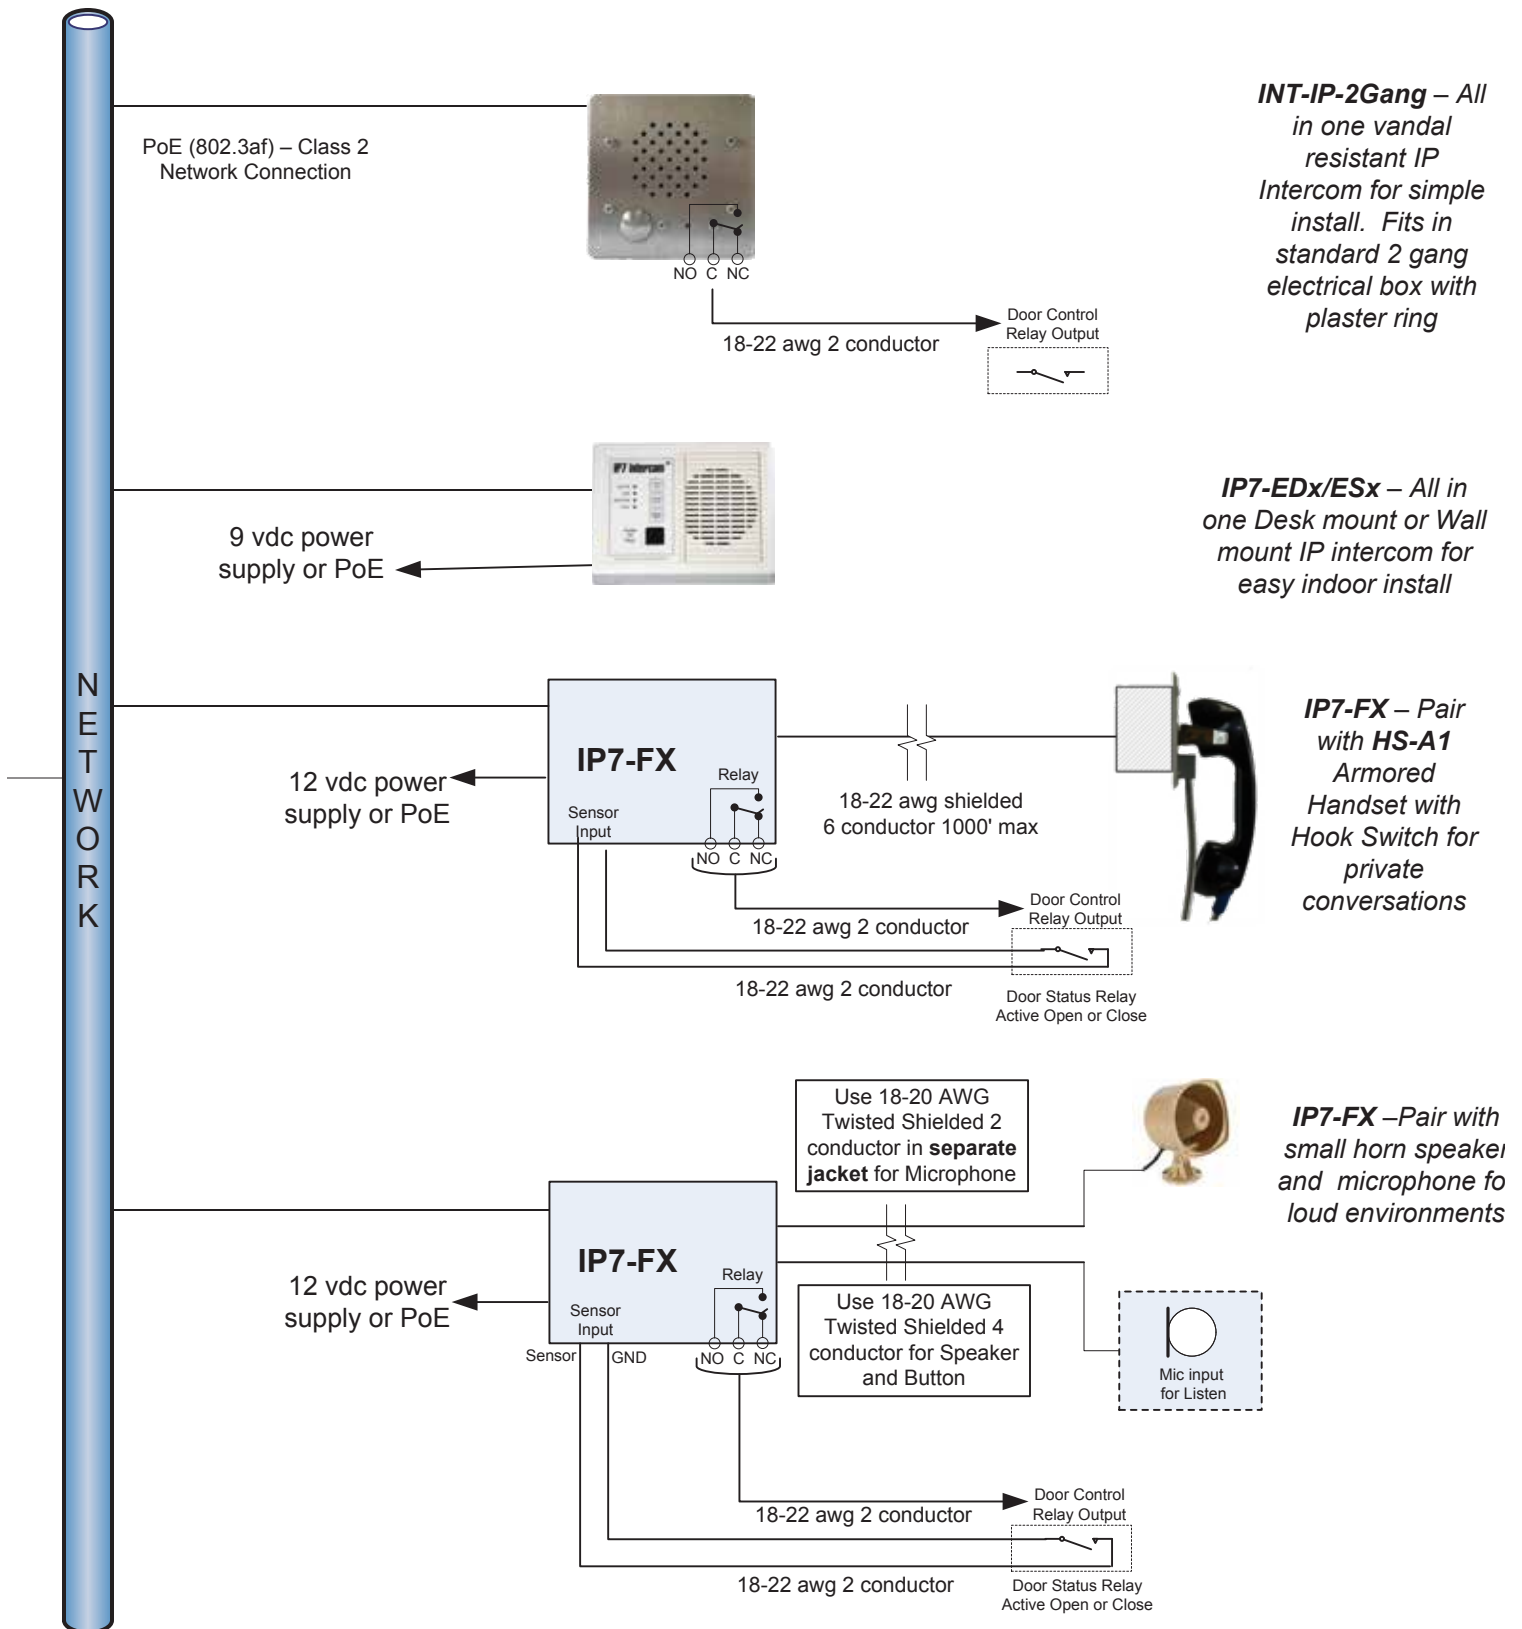 INT-IP-2Gang – All
in one vandal
resistant IP
Intercom for simple
install. Fits in
standard 2 gang
electrical box with
plaster ring
PoE (802.3af) – Class 2
Network Connection
NO C NC
18-22 awg 2 conductor
Door Control
Relay Output
IP7 Intercom
9 vdc power
supply or PoE
IP7-EDx/ESx – All in
one Desk mount or Wall
mount IP intercom for
easy indoor install
NETWORK
12 vdc power
supply or PoE
IP7-FX
Relay
Sensor
Input
NO C NC
18-22 awg shielded
6 conductor 1000' max
18-22 awg 2 conductor
Door Control
Relay Output
18-22 awg 2 conductor
Door Status Relay
Active Open or Close
IP7-FX – Pair
with HS-A1
Armored
Handset with
Hook Switch for
private
conversations
Use 18-20 AWG
Twisted Shielded 2
conductor in separate
jacket for Microphone
IP7-FX –Pair with
small horn speaker
and microphone fo
loud environments
12 vdc power
supply or PoE
IP7-FX
Relay
Sensor
Input
Sensor
GND
NO C NC
Use 18-20 AWG
Twisted Shielded 4
conductor for Speaker
and Button
Mic input
for Listen
18-22 awg 2 conductor
Door Control
Relay Output
18-22 awg 2 conductor
Door Status Relay
Active Open or Close